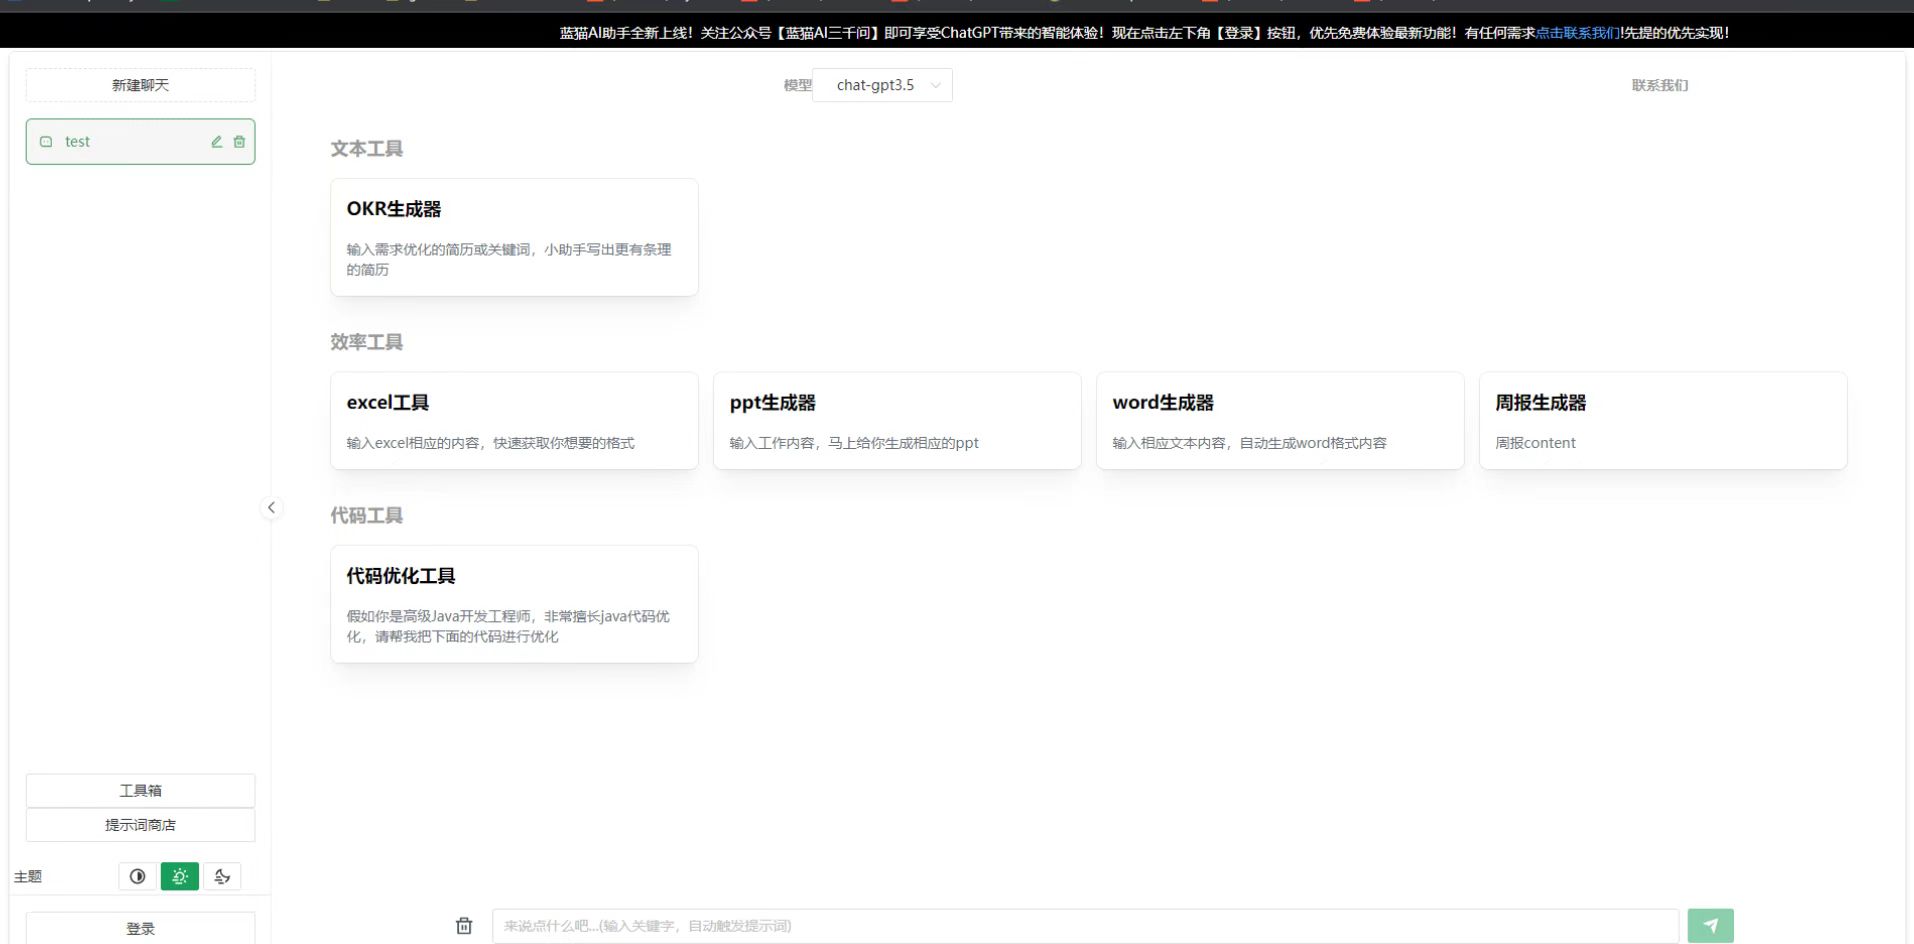 蓝猫AI助手全新上线！关注公众号【蓝猫AI三千问】即可享受ChatGPT带来的智能体验！现在点击左下角【登录】按钮，优先免费体验最新功能！有任何需求点击联系我们!先提的优先实现！
新建聊天
模型
chat-gpt3.5
联系我们
test
文本工具
OKR生成器
输入需求优化的简历或关键词，小助手写出更有条理
的简历
效率工具
excel工具
ppt生成器
word生成器
周报生成器
输入excel相应的内容，快速获取你想要的格式
输入工作内容，马上给你生成相应的ppt
输入相应文本内容，自动生成word格式内容
周报content
代码工具
代码优化工具
假如你是高级Java开发工程师，非常擅长java代码优
化，请帮我把下面的代码进行优化
工具箱
提示词商店
主题
登录
来说点什么吧...(输入关键字，自动触发提示词)